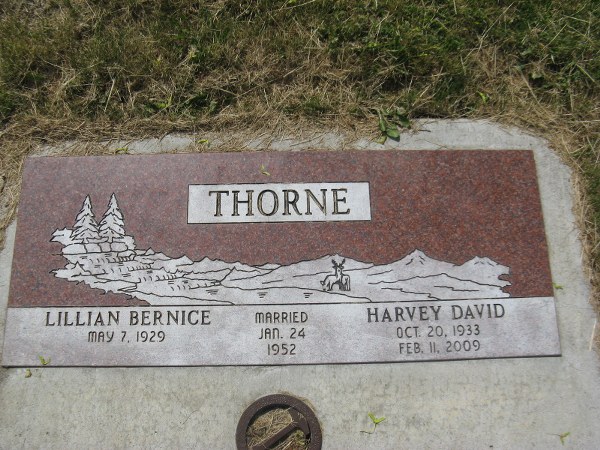 THORNE
LILLIAN BERNICE
MAY 7, 1929
MARRIED
JAN. 24
1952
HARVEY DAVID
OCT. 20, 1933
FEB. 11, 2009